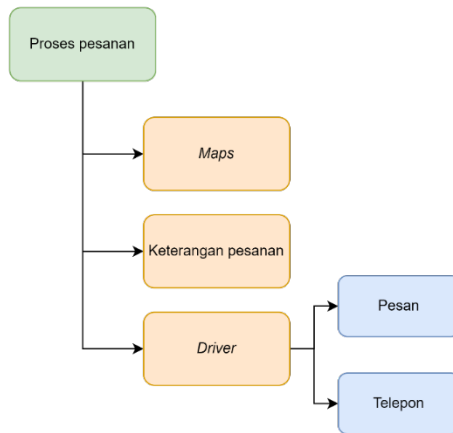 Proses pesanan
Maps
Keterangan pesanan
Driver
Pesan
Telepon